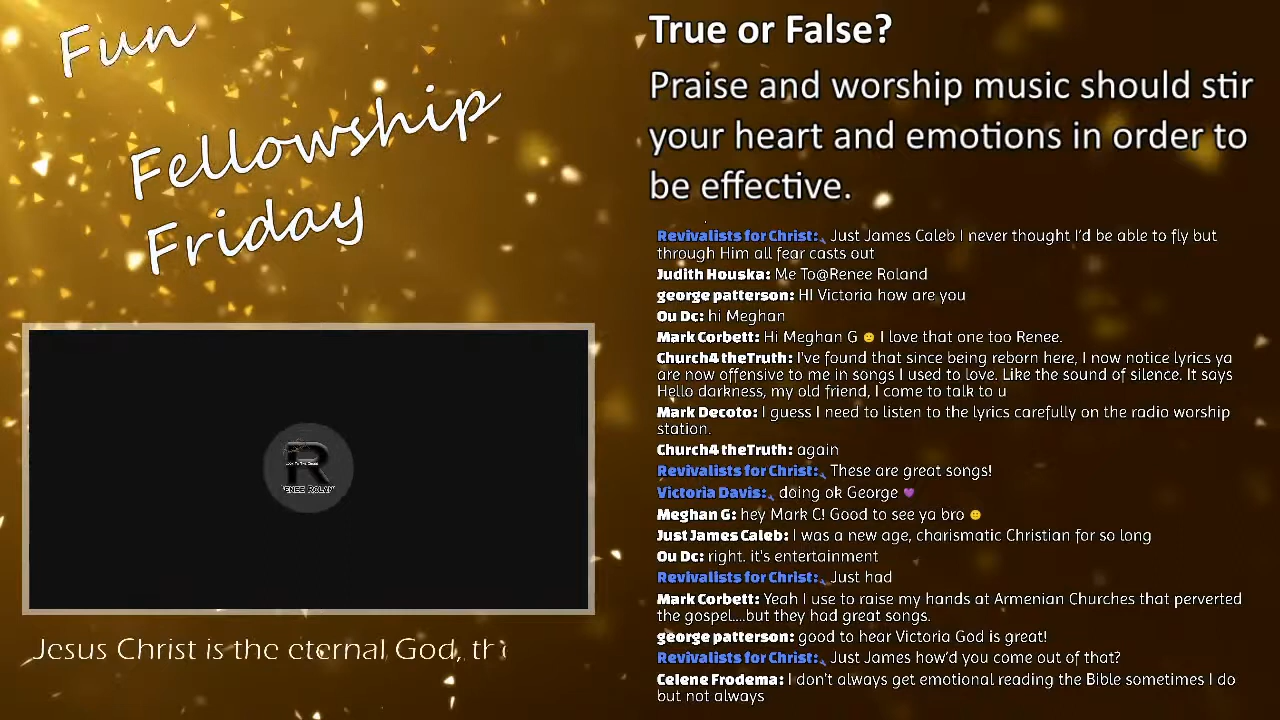 Fun
Fellowship
Friday
True or False?
Praise and worship music should stir
your heart and emotions in order to
be effective.
Revivalists for Christ: Just James Caleb I never thought I'd be able to fly but
through Him all fear casts out
Judith Houska: Me To@Renee Roland
george patterson: HI Victoria how are you
Ou Dc: hi Meghan
Mark Corbett: Hi Meghan G 🙂 I love that one too Renee.
Church4theTruth: I've found that since being reborn here, I now notice lyrics ya
are now offensive to me in songs I used to love. Like the sound of silence. It says
Hello darkness, my old friend, I come to talk to u
Mark Decoto: I guess I need to listen to the lyrics carefully on the radio worship
station.
Church4theTruth: again
Revivalists for Christ: These are great songs!
Victoria Davis: doing ok George 💜
Meghan G: hey Mark C! Good to see ya bro 🙂
Just James Caleb: I was a new age, charismatic Christian for so long
Ou Dc: right. it's entertainment
Revivalists for Christ: Just had
Mark Corbett: Yeah I use to raise my hands at Armenian Churches that perverted
the gospel....but they had great songs.
george patterson: good to hear Victoria God is great!
Revivalists for Christ: Just James how'd you come out of that?
Celene Frodema: I don't always get emotional reading the Bible sometimes I do
but not always
R
RENEE ROLAN
Jesus Christ is the eternal God, th